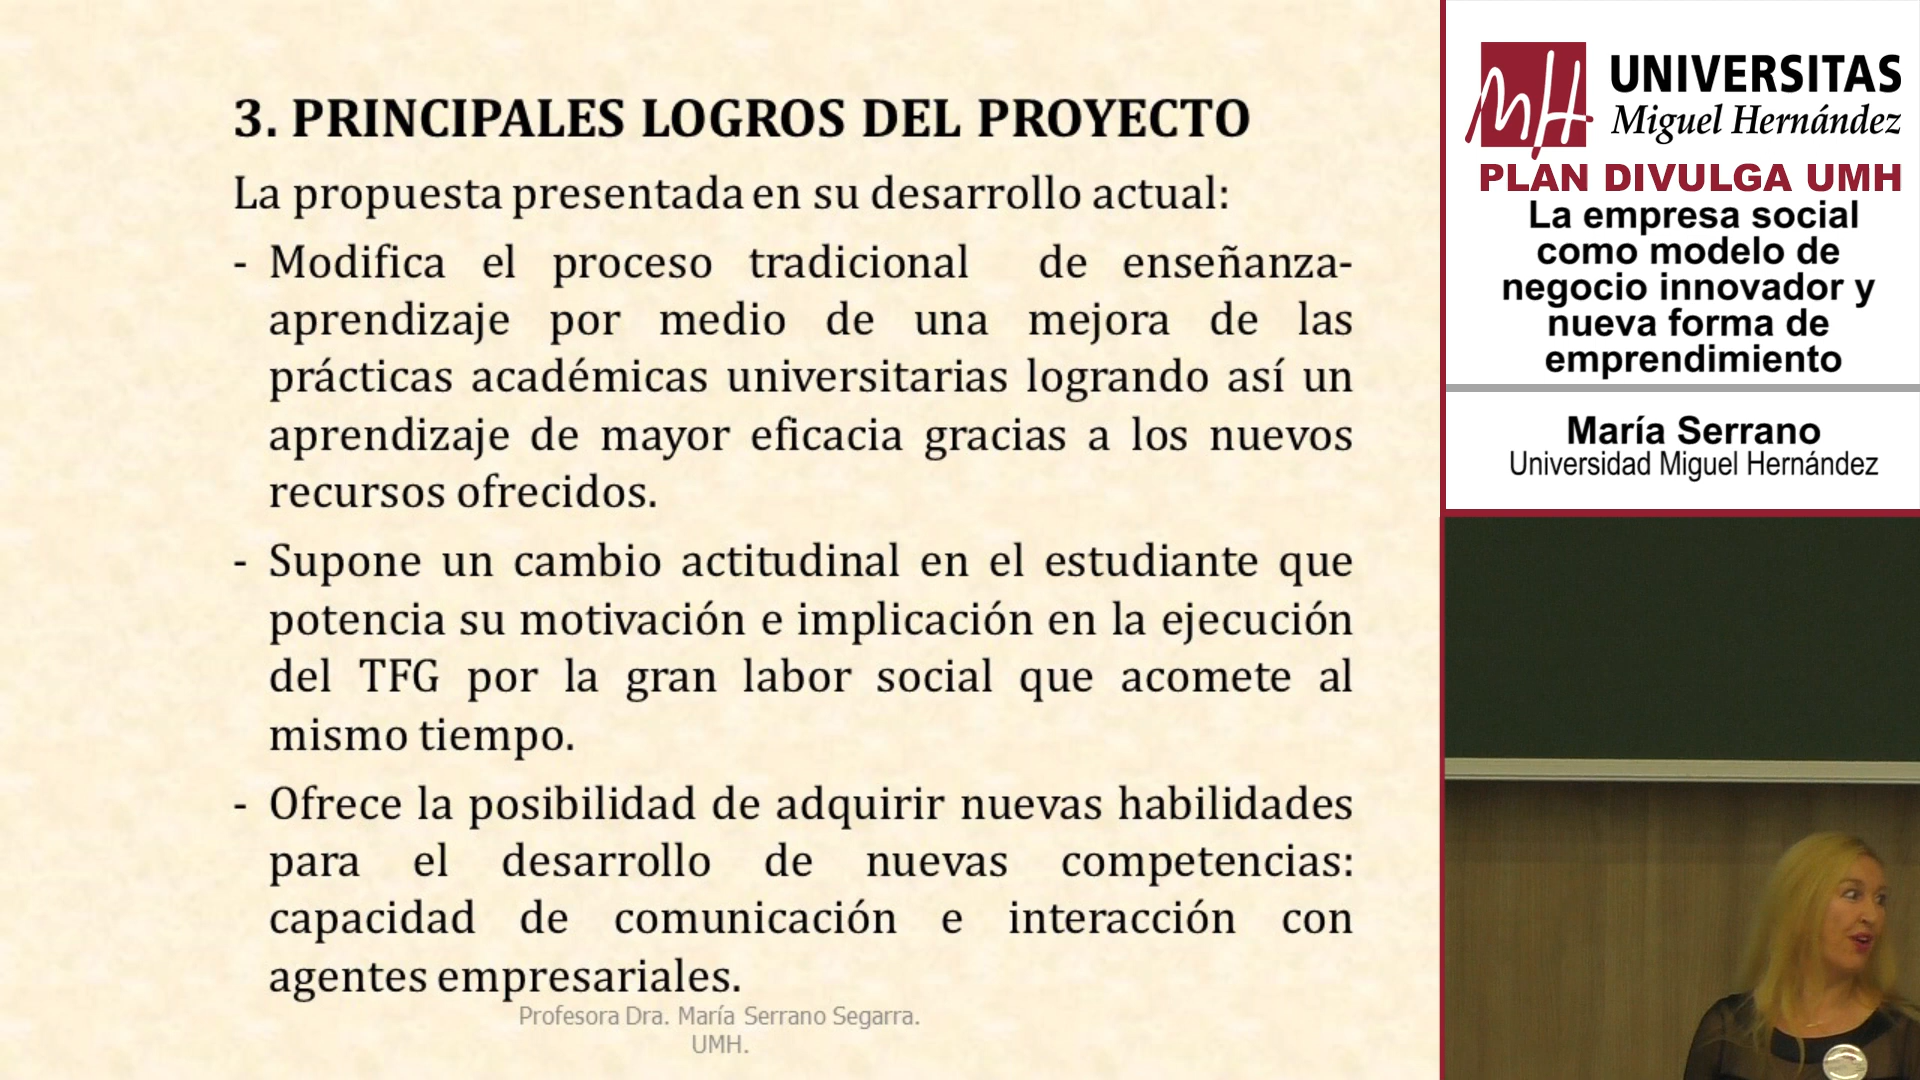 3. PRINCIPALES LOGROS DEL PROYECTO
La propuesta presentada en su desarrollo actual:
- Modifica el proceso tradicional de enseñanza-
aprendizaje por medio de una mejora de las
prácticas académicas universitarias logrando así un
aprendizaje de mayor eficacia gracias a los nuevos
recursos ofrecidos.
- Supone un cambio actitudinal en el estudiante que
potencia su motivación e implicación en la ejecución
del TFG por la gran labor social que acomete al
mismo tiempo.
- Ofrece la posibilidad de adquirir nuevas habilidades
para el desarrollo de nuevas competencias:
capacidad de comunicación e interacción con
agentes empresariales.
Profesora Dra. María Serrano Segarra.
UMH.
MH
UNIVERSITAS
Miguel Hernández
PLAN DIVULGA UMH
La empresa social
como modelo de
negocio innovador y
nueva forma de
emprendimiento
María Serrano
Universidad Miguel Hernández